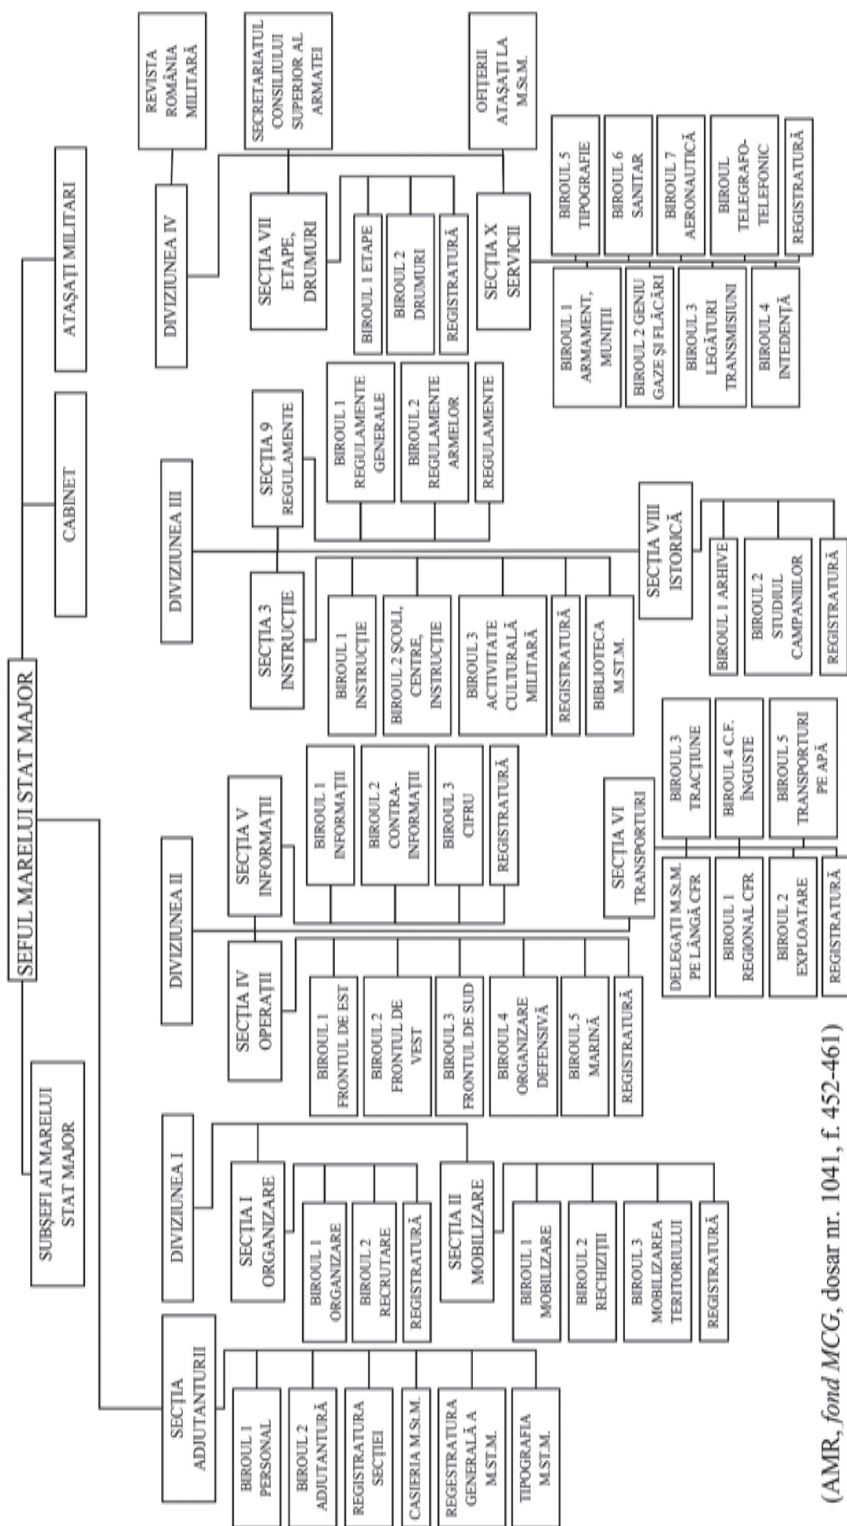 SEFUL MARELUI STAT MAJOR
SUBȘEFI AI MARELUI
STAT MAJOR
CABINET
ATAȘAȚI MILITARI
SECȚIA
ADJUTANTURII
BIROUL 1
PERSONAL
BIROUL 2
ADJUTANTURĂ
REGISTRATURA
SECȚIEI
CASIERIA M.St.M.
REGESTRATURA
GENERALĂ A
M.ST.M.
TIPOGRAFIA
M.ST.M.
DIVIZIUNEA I
SECȚIA I
ORGANIZARE
BIROUL 1
ORGANIZARE
BIROUL 2
RECRUTARE
REGISTRATURĂ
SECȚIA II
MOBILIZARE
BIROUL 1
MOBILIZARE
BIROUL 2
RECHIZIȚII
BIROUL 3
MOBILIZAREA
TERITORIULUI
REGISTRATURĂ
DIVIZIUNEA II
SECȚIA IV
OPERAȚII
BIROUL 1
FRONTUL DE EST
BIROUL 2
FRONTUL DE
VEST
BIROUL 3
FRONTUL DE SUD
BIROUL 4
ORGANIZARE
DEFENSIVĂ
BIROUL 5
MARINĂ
REGISTRATURĂ
SECȚIA V
INFORMAȚII
BIROUL 1
INFORMAȚII
BIROUL 2
CONTRA-
INFORMAȚII
BIROUL 3
CIFRU
REGISTRATURĂ
SECȚIA VI
TRANSPORTURI
DELEGAȚI M.St.M.
PE LÂNGĂ CFR
BIROUL 1
REGIONAL CFR
BIROUL 2
EXPLOATARE
REGISTRATURĂ
BIROUL 3
TRACȚIUNE
BIROUL 4 C.F.
ÎNGUSTE
BIROUL 5
TRANSPORTURI
PE APĂ
DIVIZIUNEA III
SECȚIA 3
INSTRUCȚIE
BIROUL 1
INSTRUCȚIE
BIROUL 2 ȘCOLI,
CENTRE,
INSTRUCȚIE
BIROUL 3
ACTIVITATE
CULTURALĂ
MILITARĂ
REGISTRATURĂ
BIBLIOTECA
M.ST.M.
SECȚIA 9
REGULAMENTE
BIROUL 1
REGULAMENTE
GENERALE
BIROUL 2
REGULAMENTE
ARMELOR
REGULAMENTE
SECȚIA VIII
ISTORICĂ
BIROUL 1 ARHIVE
BIROUL 2
STUDIUL
CAMPANIILOR
REGISTRATURĂ
DIVIZIUNEA IV
REVISTA
ROMÂNIA
MILITARĂ
SECRETARIATUL
CONSILIULUI
SUPERIOR AL
ARMATEI
OFIȚERII
ATAȘAȚI LA
M.St.M.
SECȚIA VII
ETAPE,
DRUMURI
BIROUL 1 ETAPE
BIROUL 2
DRUMURI
REGISTRATURĂ
SECȚIA X
SERVICII
BIROUL 1
ARMAMENT,
MUNIȚII
BIROUL 2 GENIU
GAZE ȘI FLĂCĂRI
BIROUL 3
LEGĂTURI
TRANSMISIUNI
BIROUL 4
INTEDENȚĂ
BIROUL 5
TIPOGRAFIE
BIROUL 6
SANITAR
BIROUL 7
AERONAUTICĂ
BIROUL
TELEGRAFO-
TELEFONIC
REGISTRATURĂ
(AMR, fond MCG, dosar nr. 1041, f. 452-461)